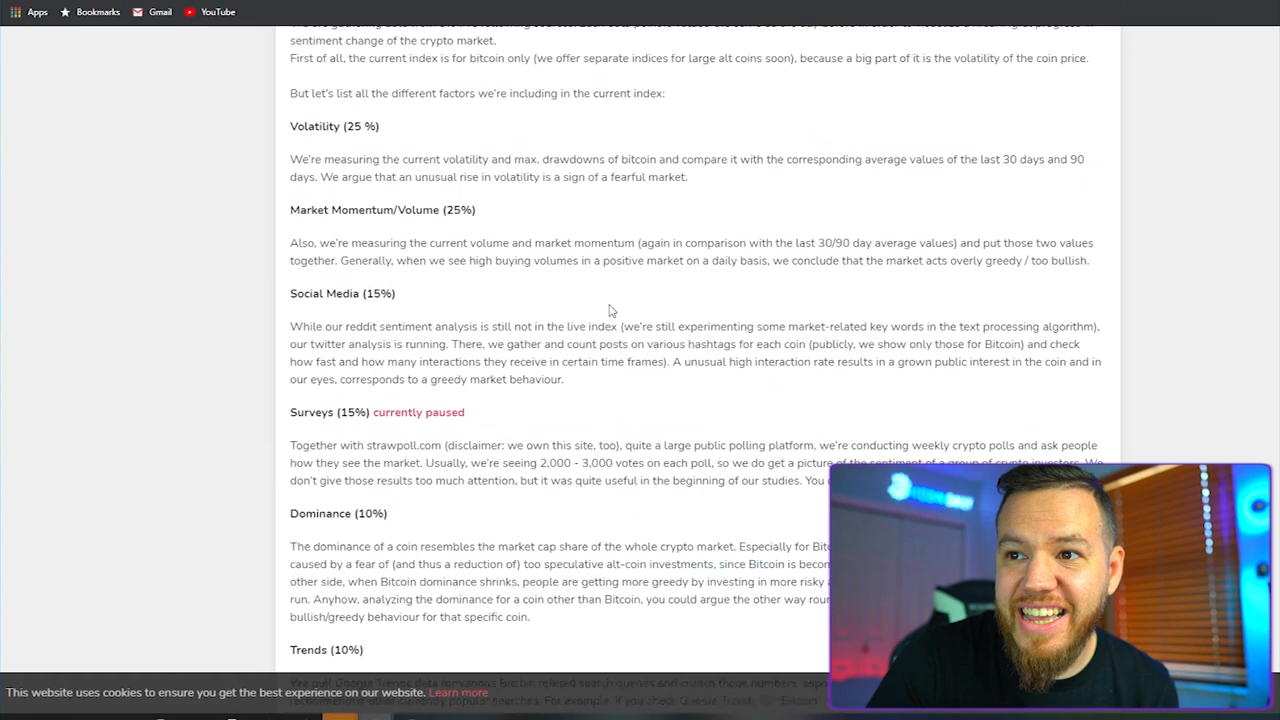 Apps Bookmarks Gmail YouTube
sentiment change of the crypto market.
First of all, the current index is for bitcoin only (we offer separate indices for large alt coins soon), because a big part of it is the volatility of the coin price.
But let's list all the different factors we're including in the current index:
Volatility (25 %)
We're measuring the current volatility and max. drawdowns of bitcoin and compare it with the corresponding average values of the last 30 days and 90
days. We argue that an unusual rise in volatility is a sign of a fearful market.
Market Momentum/Volume (25%)
Also, we're measuring the current volume and market momentum (again in comparison with the last 30/90 day average values) and put those two values
together. Generally, when we see high buying volumes in a positive market on a daily basis, we conclude that the market acts overly greedy / too bullish.
Social Media (15%)
While our reddit sentiment analysis is still not in the live index (we're still experimenting some market-related key words in the text processing algorithm),
our twitter analysis is running. There, we gather and count posts on various hashtags for each coin (publicly, we show only those for Bitcoin) and check
how fast and how many interactions they receive in certain time frames). A unusual high interaction rate results in a grown public interest in the coin and in
our eyes, corresponds to a greedy market behaviour.
Surveys (15%) currently paused
Together with strawpoll.com (disclaimer: we own this site, too), quite a large public polling platform, we're conducting weekly crypto polls and ask people
how they see the market. Usually, we're seeing 2,000 - 3,000 votes on each poll, so we do get a picture of the sentiment of a group of crypto investors. We
don't give those results too much attention, but it was quite useful in the beginning of our studies. You
Dominance (10%)
The dominance of a coin resembles the market cap share of the whole crypto market. Especially for
caused by a fear of (and thus a reduction of) too speculative alt-coin investments, since Bitcoin is
other side, when Bitcoin dominance shrinks, people are getting more greedy by investing in more risky
run. Anyhow, analyzing the dominance for a coin other than Bitcoin, you could argue the other way
bullish/greedy behaviour for that specific coin.
Trends (10%)
This website uses cookies to ensure you get the best experience on our website. Learn more